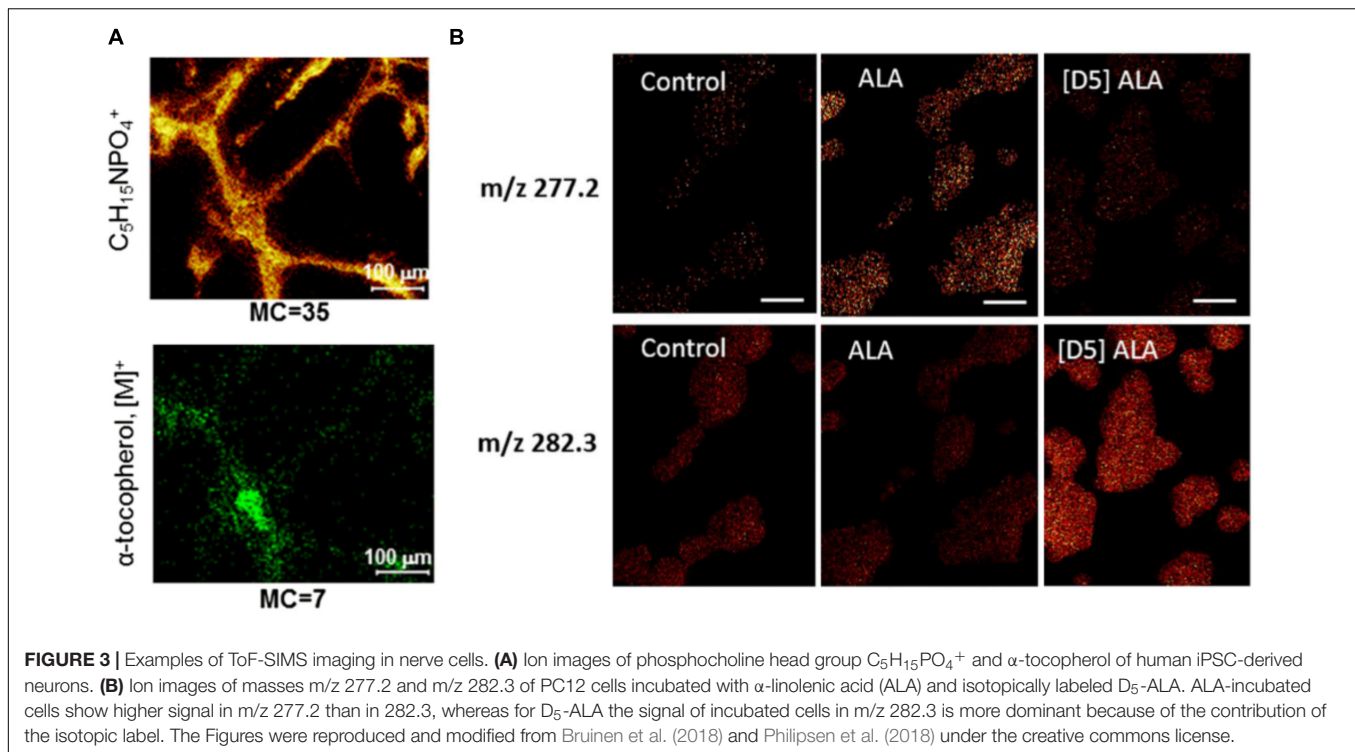 A
B
C5H15NPO4+
100 μm
MC=35
α-tocopherol, [M]+
100 μm
MC=7
m/z 277.2
Control
ALA
[D5] ALA
m/z 282.3
Control
ALA
[D5] ALA
FIGURE 3 | Examples of ToF-SIMS imaging in nerve cells. (A) Ion images of phosphocholine head group C5H15PO4+ and α-tocopherol of human iPSC-derived
neurons. (B) Ion images of masses m/z 277.2 and m/z 282.3 of PC12 cells incubated with α-linolenic acid (ALA) and isotopically labeled D5-ALA. ALA-incubated
cells show higher signal in m/z 277.2 than in 282.3, whereas for D5-ALA the signal of incubated cells in m/z 282.3 is more dominant because of the contribution of
the isotopic label. The Figures were reproduced and modified from Bruinen et al. (2018) and Philipsen et al. (2018) under the creative commons license.